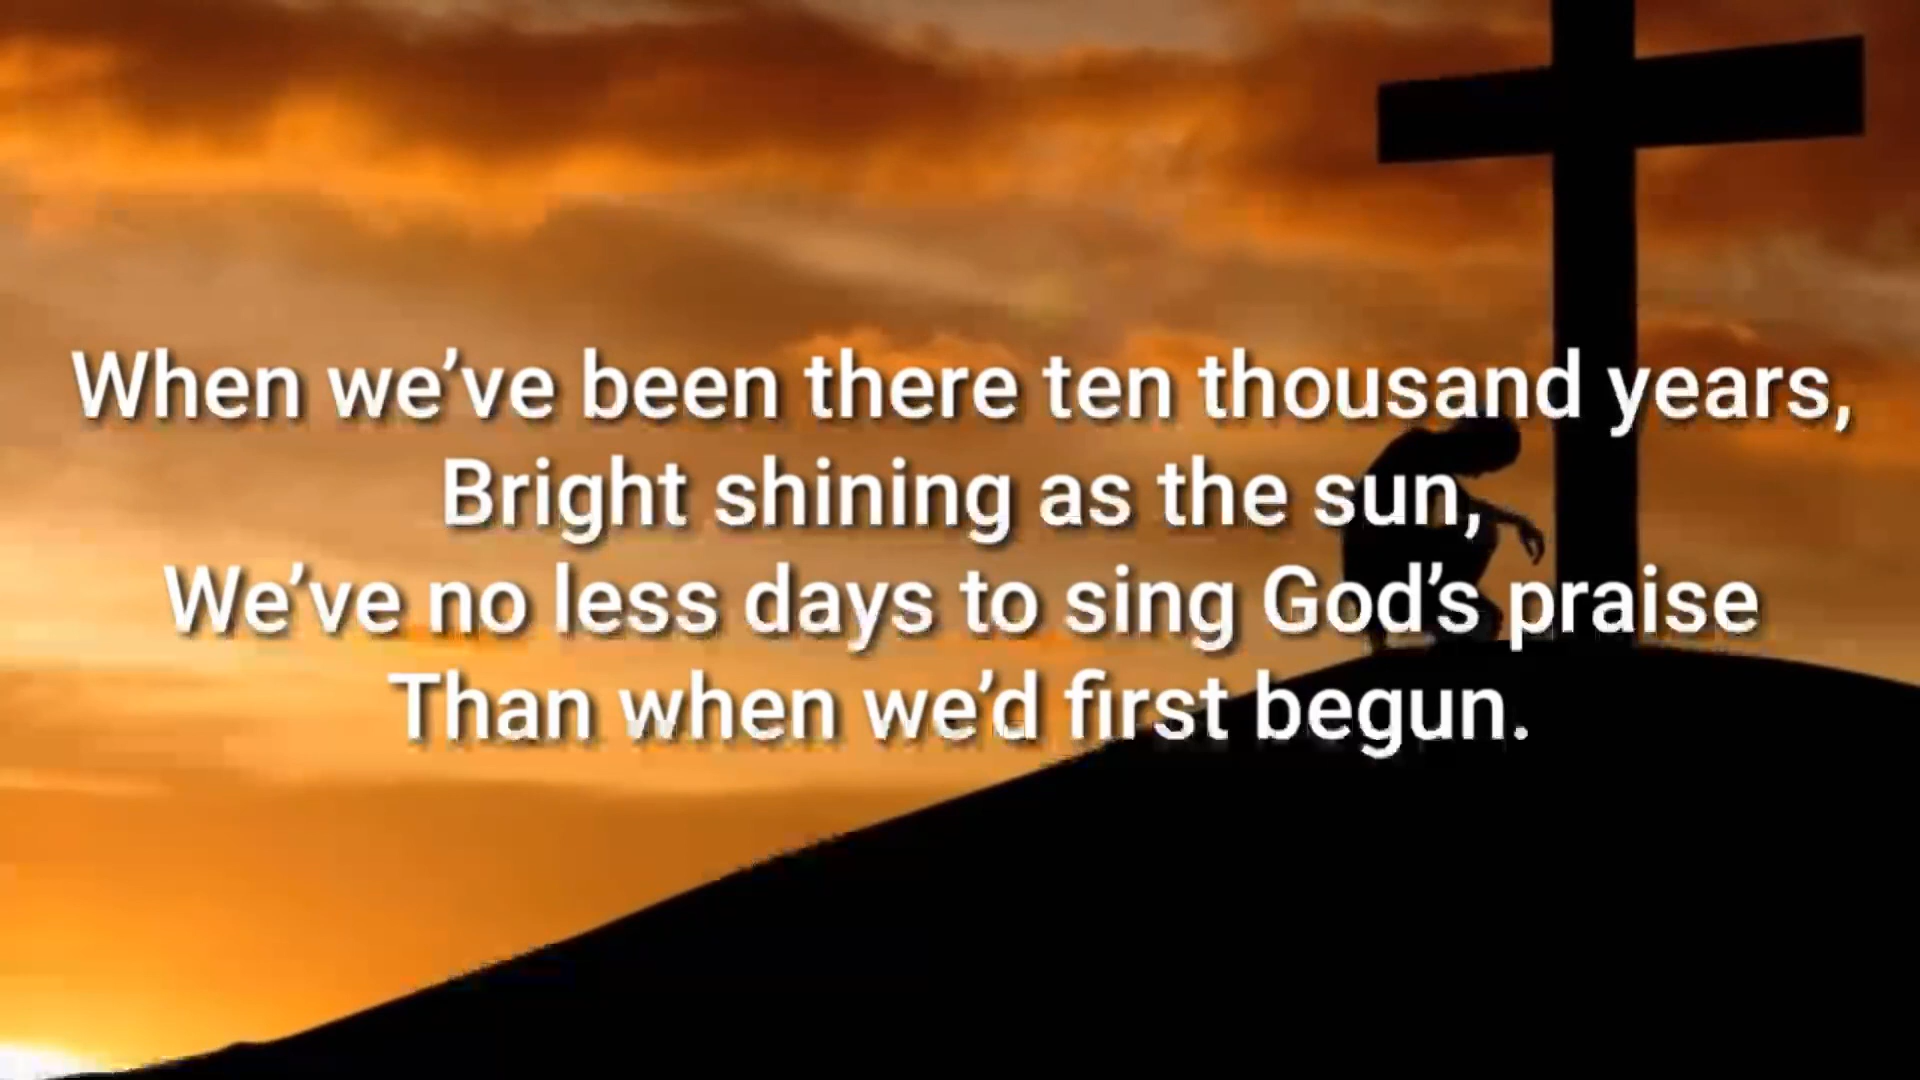 When we’ve been there ten thousand years,
Bright shining as the sun,
We’ve no less days to sing God’s praise
Than when we’d first begun.